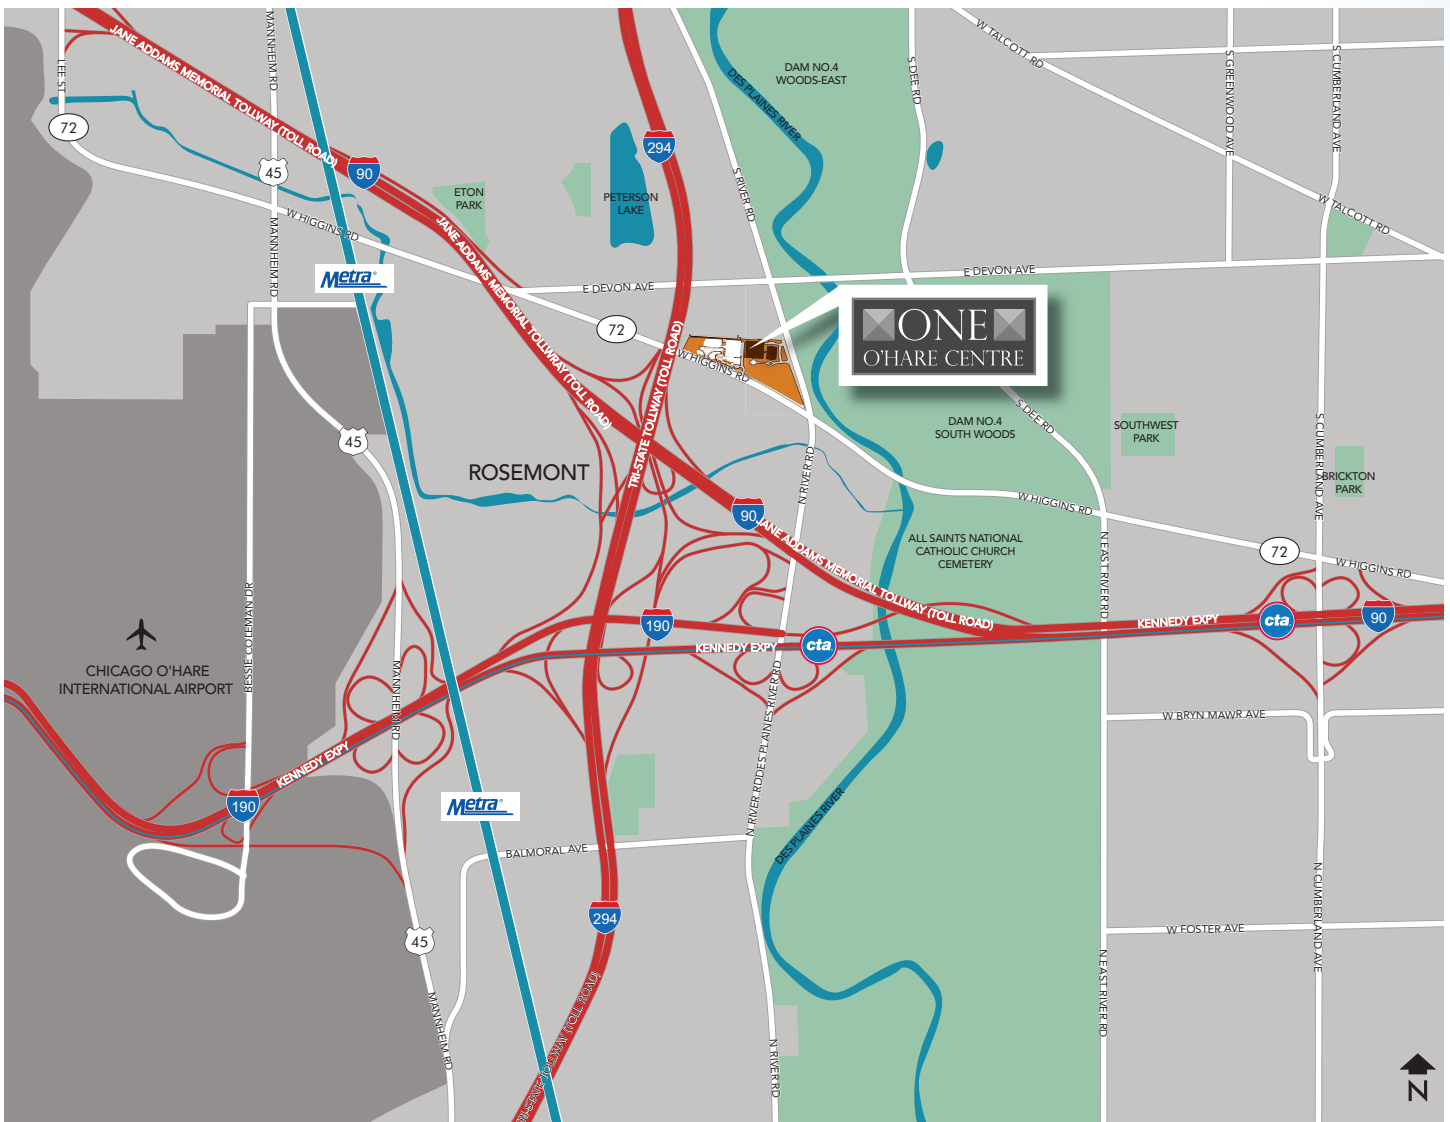 JANE ADDAMS MEMORIAL TOLLWAY (TOLL ROAD)
LEE ST
MANNHEIM RD
72
45
90
294
DAM NO.4
WOODS-EAST
DES PLAINES RIVER
S DEE RD
W TALCOTT RD
S GREENWOOD AVE
S CUMBERLAND AVE
S RIVER RD
ETON
PARK
PETERSON
LAKE
W HIGGINS RD
MANNHEIM RD
Metra®
JANE ADDAMS MEMORIAL TOLLWRAY (TOLL ROAD)
W TALCOTT RD
E DEVON AVE
E DEVON AVE
72
W HIGGINS RD
TRI-STATE TOLLWAY (TOLL ROAD)
ONE
O'HARE CENTRE
45
ROSEMONT
DAM NO.4
SOUTH WOODS
S DEE RD
SOUTHWEST
PARK
S CUMBERLAND AVE
BRICKTON
PARK
N RIVER RD
W HIGGINS RD
90
JANE ADDAMS MEMORIAL TOLLWAY (TOLL ROAD)
ALL SAINTS NATIONAL
CATHOLIC CHURCH
CEMETERY
N EAST RIVER RD
72
W HIGGINS RD
BESSIE COLEMAN DR
190
KENNEDY EXPY
cta
KENNEDY EXPY
cta
90
CHICAGO O'HARE
INTERNATIONAL AIRPORT
MANNHEIM RD
N RIVER RDDES PLAINES RIVER RD
W BRYN MAWR AVE
KENNEDY EXPY
190
Metra®
BALMORAL AVE
DES PLAINES RIVER
294
45
N CUMBERLAND AVE
W FOSTER AVE
N EAST RIVER RD
MANNHEIM RD
TRI-STATE TOLLWAY (TOLL ROAD)
N RIVER RD
N